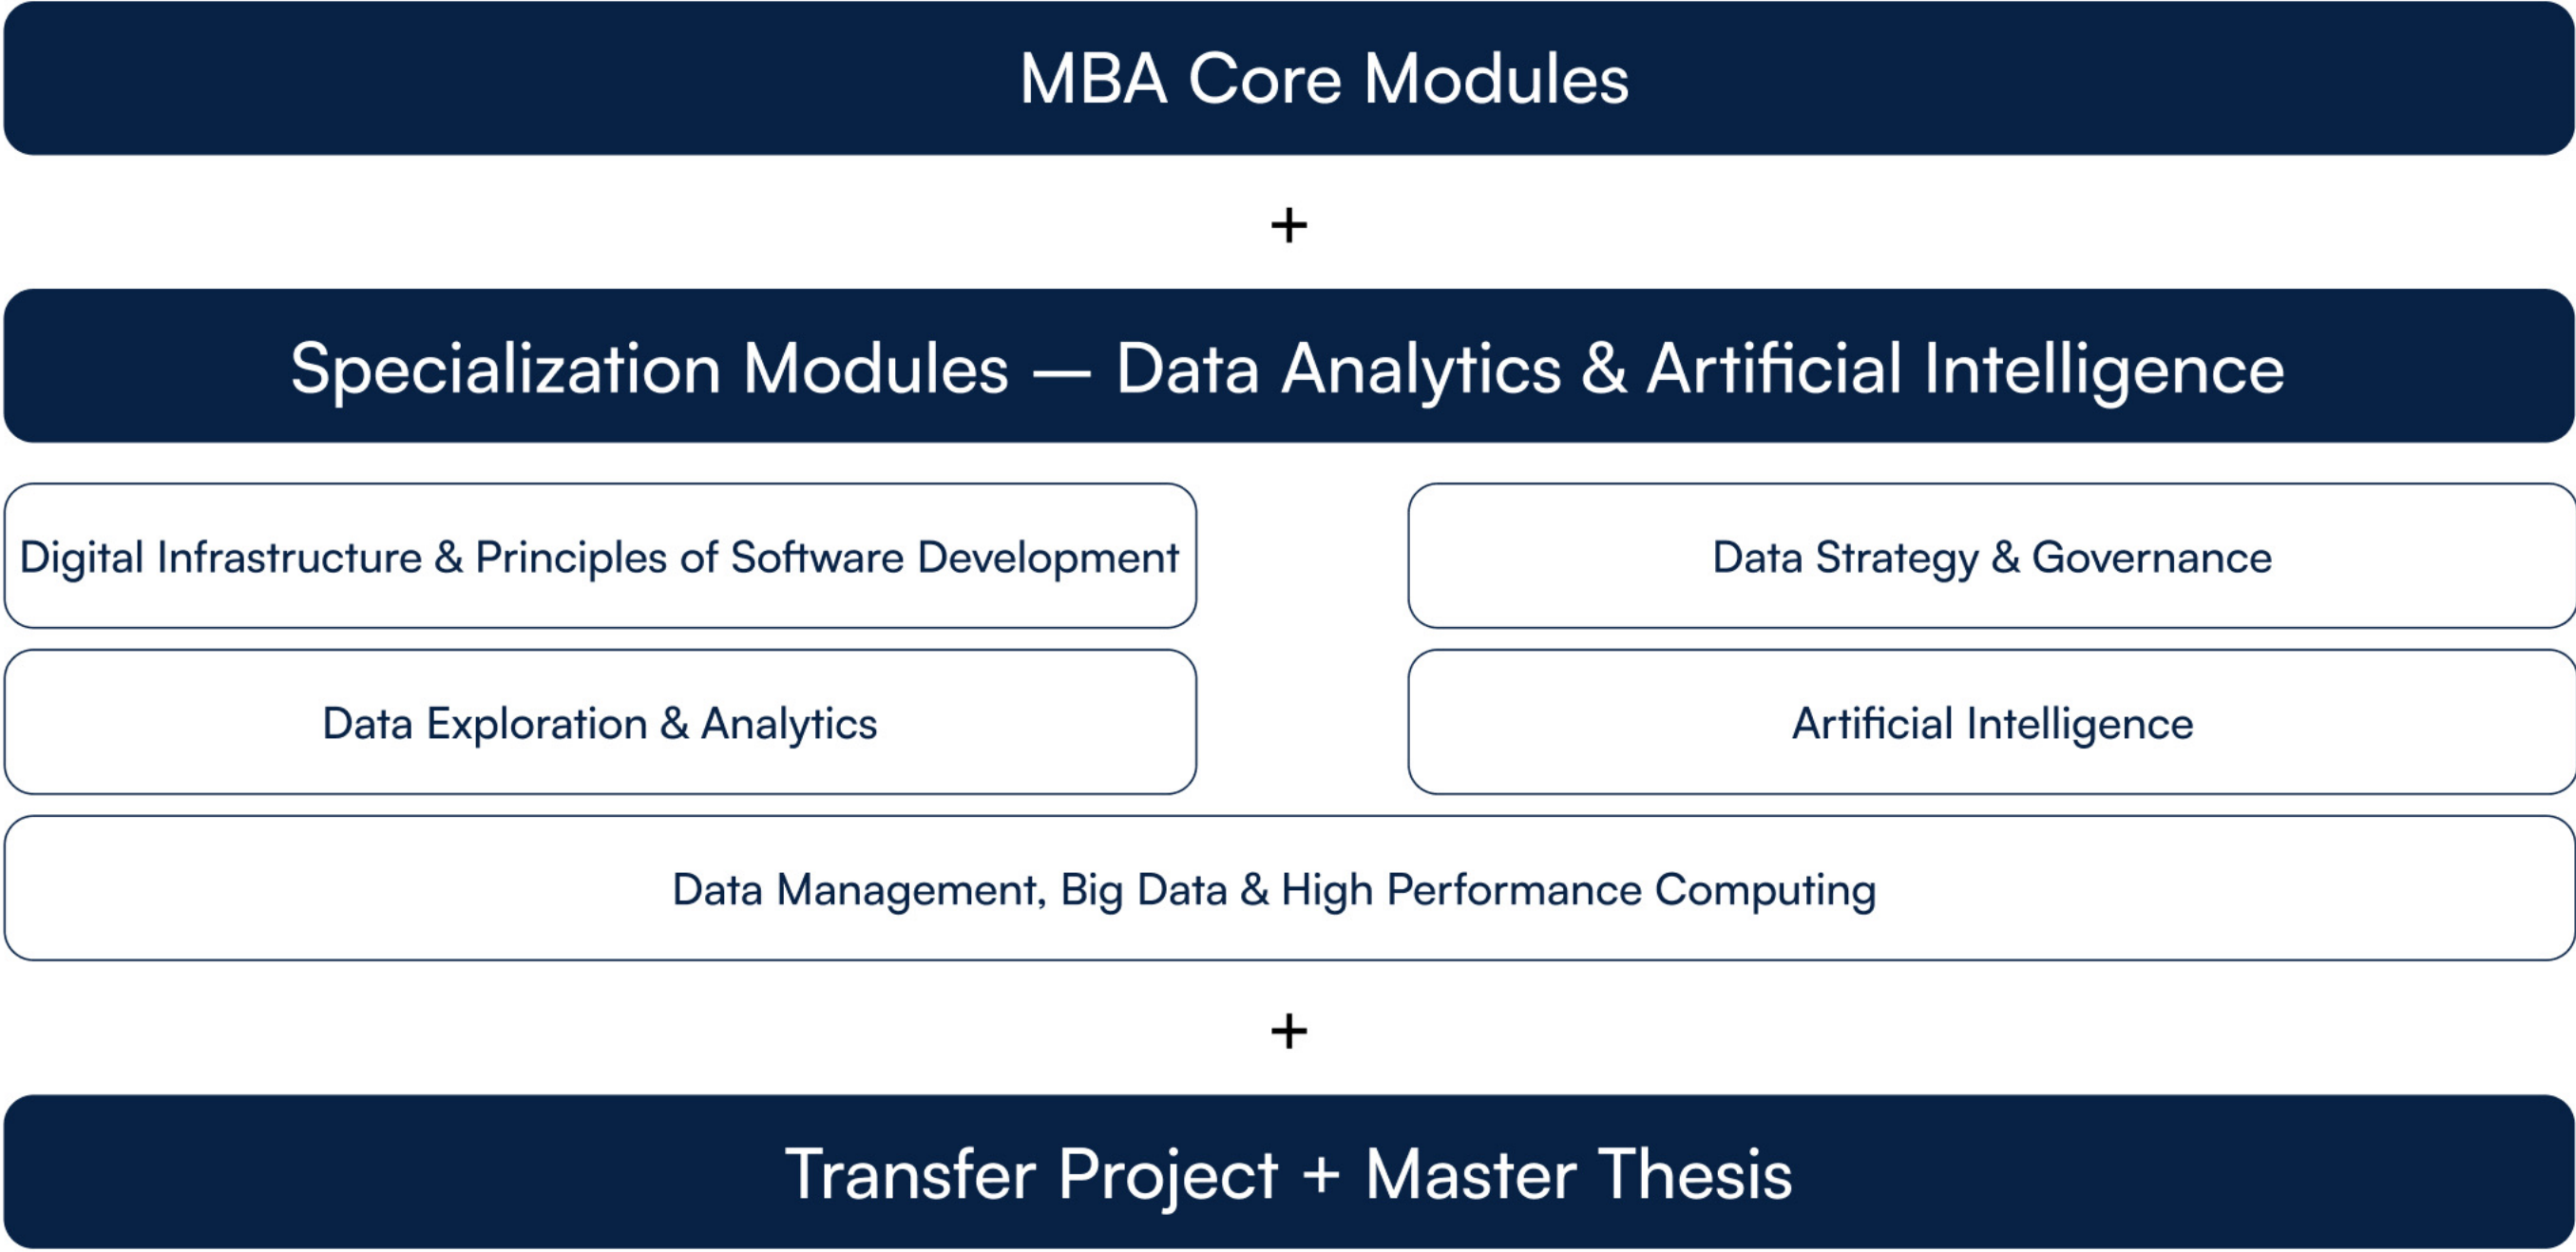 MBA Core Modules
+
Specialization Modules — Data Analytics & Artificial Intelligence
Digital Infrastructure & Principles of Software Development
Data Strategy & Governance
Data Exploration & Analytics
Artificial Intelligence
Data Management, Big Data & High Performance Computing
+
Transfer Project + Master Thesis